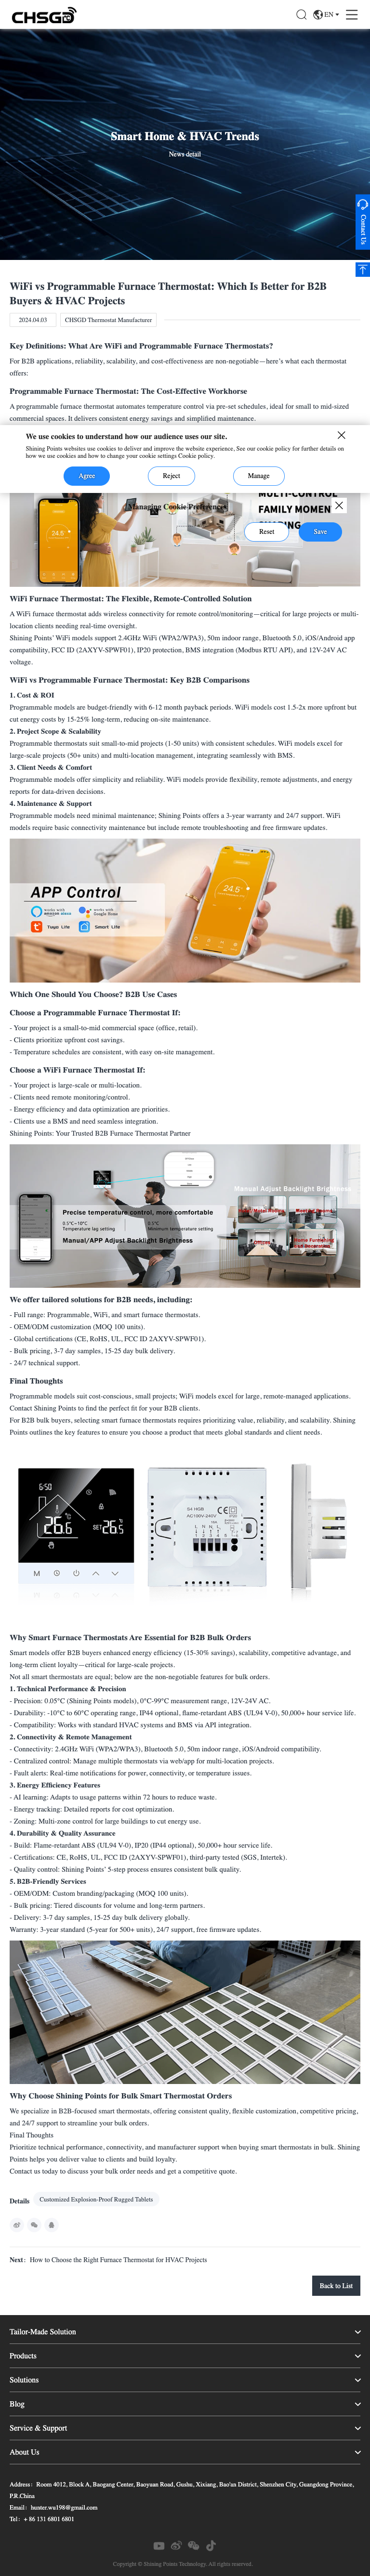 CHSGD
EN
Smart Home & HVAC Trends
News detail
Contact Us
WiFi vs Programmable Furnace Thermostat: Which Is Better for B2B
Buyers & HVAC Projects
2024.04.03
CHSGD Thermostat Manufacturer
Key Definitions: What Are WiFi and Programmable Furnace Thermostats?
For B2B applications, reliability, scalability, and cost-effectiveness are non-negotiable—here’s what each thermostat
offers:
Programmable Furnace Thermostat: The Cost-Effective Workhorse
A programmable furnace thermostat automates temperature control via pre-set schedules, ideal for small to mid-sized
commercial spaces. It delivers consistent energy savings and simplified maintenance.
We use cookies to understand how our audience uses our site.
Shining Points websites use cookies to deliver and improve the website experience, See our cookie policy for further details on
how we use cookies and how to change your cookie settings Cookie policy.
Agree
Reject
Manage
Managing Cookie Preferences
FAMILY MOMEN
Reset
Save
24.5°
WiFi Furnace Thermostat: The Flexible, Remote-Controlled Solution
A WiFi furnace thermostat adds wireless connectivity for remote control/monitoring—critical for large projects or multi-
location clients needing real-time oversight.
Shining Points’ WiFi models support 2.4GHz WiFi (WPA2/WPA3), 50m indoor range, Bluetooth 5.0, iOS/Android app
compatibility, FCC ID (2AXYV-SPWF01), IP20 protection, BMS integration (Modbus RTU API), and 12V-24V AC
voltage.
WiFi vs Programmable Furnace Thermostat: Key B2B Comparisons
1. Cost & ROI
Programmable models are budget-friendly with 6-12 month payback periods. WiFi models cost 1.5-2x more upfront but
cut energy costs by 15-25% long-term, reducing on-site maintenance.
2. Project Scope & Scalability
Programmable thermostats suit small-to-mid projects (1-50 units) with consistent schedules. WiFi models excel for
large-scale projects (50+ units) and multi-location management, integrating seamlessly with BMS.
3. Client Needs & Comfort
Programmable models offer simplicity and reliability. WiFi models provide flexibility, remote adjustments, and energy
reports for data-driven decisions.
4. Maintenance & Support
Programmable models need minimal maintenance; Shining Points offers a 3-year warranty and 24/7 support. WiFi
models require basic connectivity maintenance but include remote troubleshooting and free firmware updates.
APP Control
works with amazon alexa
works with Google Home
Tuya Life
Smart Life
24.5°
Which One Should You Choose? B2B Use Cases
Choose a Programmable Furnace Thermostat If:
- Your project is a small-to-mid commercial space (office, retail).
- Clients prioritize upfront cost savings.
- Temperature schedules are consistent, with easy on-site management.
Choose a WiFi Furnace Thermostat If:
- Your project is large-scale or multi-location.
- Clients need remote monitoring/control.
- Energy efficiency and data optimization are priorities.
- Clients use a BMS and need seamless integration.
Shining Points: Your Trusted B2B Furnace Thermostat Partner
Precise temperature control, more comfortable
0.5°C~10°C
Temperature lag setting
0.5°C
Minimum temperature setting
Manual/APP Adjust Backlight Brightness
Manual Adjust Backlight Brightness
We offer tailored solutions for B2B needs, including:
- Full range: Programmable, WiFi, and smart furnace thermostats.
- OEM/ODM customization (MOQ 100 units).
- Global certifications (CE, RoHS, UL, FCC ID 2AXYV-SPWF01).
- Bulk pricing, 3-7 day samples, 15-25 day bulk delivery.
- 24/7 technical support.
Final Thoughts
Programmable models suit cost-conscious, small projects; WiFi models excel for large, remote-managed applications.
Contact Shining Points to find the perfect fit for your B2B clients.
For B2B bulk buyers, selecting smart furnace thermostats requires prioritizing value, reliability, and scalability. Shining
Points outlines the key features to ensure you choose a product that meets global standards and client needs.
26.6
SET 26.5
M
S4 HGB
AC100-240V
CE
Why Smart Furnace Thermostats Are Essential for B2B Bulk Orders
Smart models offer B2B buyers enhanced energy efficiency (15-30% savings), scalability, competitive advantage, and
long-term client loyalty—critical for large-scale projects.
Not all smart thermostats are equal; below are the non-negotiable features for bulk orders.
1. Technical Performance & Precision
- Precision: 0.05°C (Shining Points models), 0°C-99°C measurement range, 12V-24V AC.
- Durability: -10°C to 60°C operating range, IP44 optional, flame-retardant ABS (UL94 V-0), 50,000+ hour service life.
- Compatibility: Works with standard HVAC systems and BMS via API integration.
2. Connectivity & Remote Management
- Connectivity: 2.4GHz WiFi (WPA2/WPA3), Bluetooth 5.0, 50m indoor range, iOS/Android compatibility.
- Centralized control: Manage multiple thermostats via web/app for multi-location projects.
- Fault alerts: Real-time notifications for power, connectivity, or temperature issues.
3. Energy Efficiency Features
- AI learning: Adapts to usage patterns within 72 hours to reduce waste.
- Energy tracking: Detailed reports for cost optimization.
- Zoning: Multi-zone control for large buildings to cut energy use.
4. Durability & Quality Assurance
- Build: Flame-retardant ABS (UL94 V-0), IP20 (IP44 optional), 50,000+ hour service life.
- Certifications: CE, RoHS, UL, FCC ID (2AXYV-SPWF01), third-party tested (SGS, Intertek).
- Quality control: Shining Points’ 5-step process ensures consistent bulk quality.
5. B2B-Friendly Services
- OEM/ODM: Custom branding/packaging (MOQ 100 units).
- Bulk pricing: Tiered discounts for volume and long-term partners.
- Delivery: 3-7 day samples, 15-25 day bulk delivery globally.
Warranty: 3-year standard (5-year for 500+ units), 24/7 support, free firmware updates.
Why Choose Shining Points for Bulk Smart Thermostat Orders
We specialize in B2B-focused smart thermostats, offering consistent quality, flexible customization, competitive pricing,
and 24/7 support to streamline your bulk orders.
Final Thoughts
Prioritize technical performance, connectivity, and manufacturer support when buying smart thermostats in bulk. Shining
Points helps you deliver value to clients and build loyalty.
Contact us today to discuss your bulk order needs and get a competitive quote.
Details
Customized Explosion-Proof Rugged Tablets
Next： How to Choose the Right Furnace Thermostat for HVAC Projects
Back to List
Tailor-Made Solution
Products
Solutions
Blog
Service & Support
About Us
Address： Room 4012, Block A, Baogang Center, Baoyuan Road, Gushu, Xixiang, Bao'an District, Shenzhen City, Guangdong Province,
P.R.China
Email： hunter.wu198@gmail.com
Tel： + 86 131 6801 6801
Copyright © Shining Points Technology. All rights reserved.